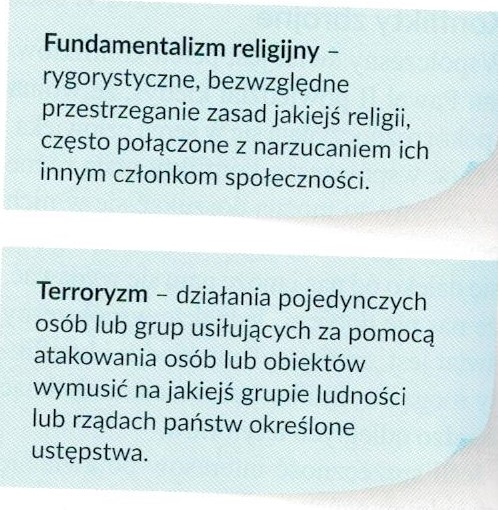 Fundamentalizm religijny –
rygorystyczne, bezwzględne
przestrzeganie zasad jakiejś religii,
często połączone z narzucaniem ich
innym członkom społeczności.
Terroryzm – działania pojedynczych
osób lub grup usiłujących za pomocą
atakowania osób lub obiektów
wymusić na jakiejś grupie ludności
lub rządach państw określone
ustępstwa.